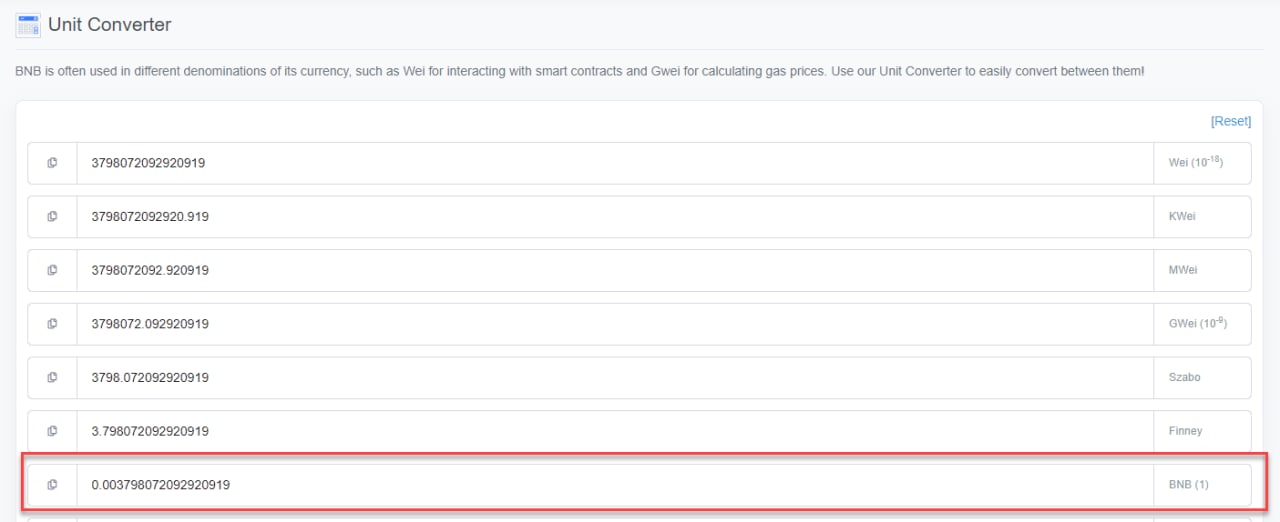 Unit Converter
BNB is often used in different denominations of its currency, such as Wei for interacting with smart contracts and Gwei for calculating gas prices. Use our Unit Converter to easily convert between them!
[Reset]
3798072092920919 Wei (10⁻¹⁸)
3798072092920.919 KWei
3798072092.920919 MWei
3798072.092920919 GWei (10⁻⁹)
3798.072092920919 Szabo
3.798072092920919 Finney
0.003798072092920919 BNB (1)